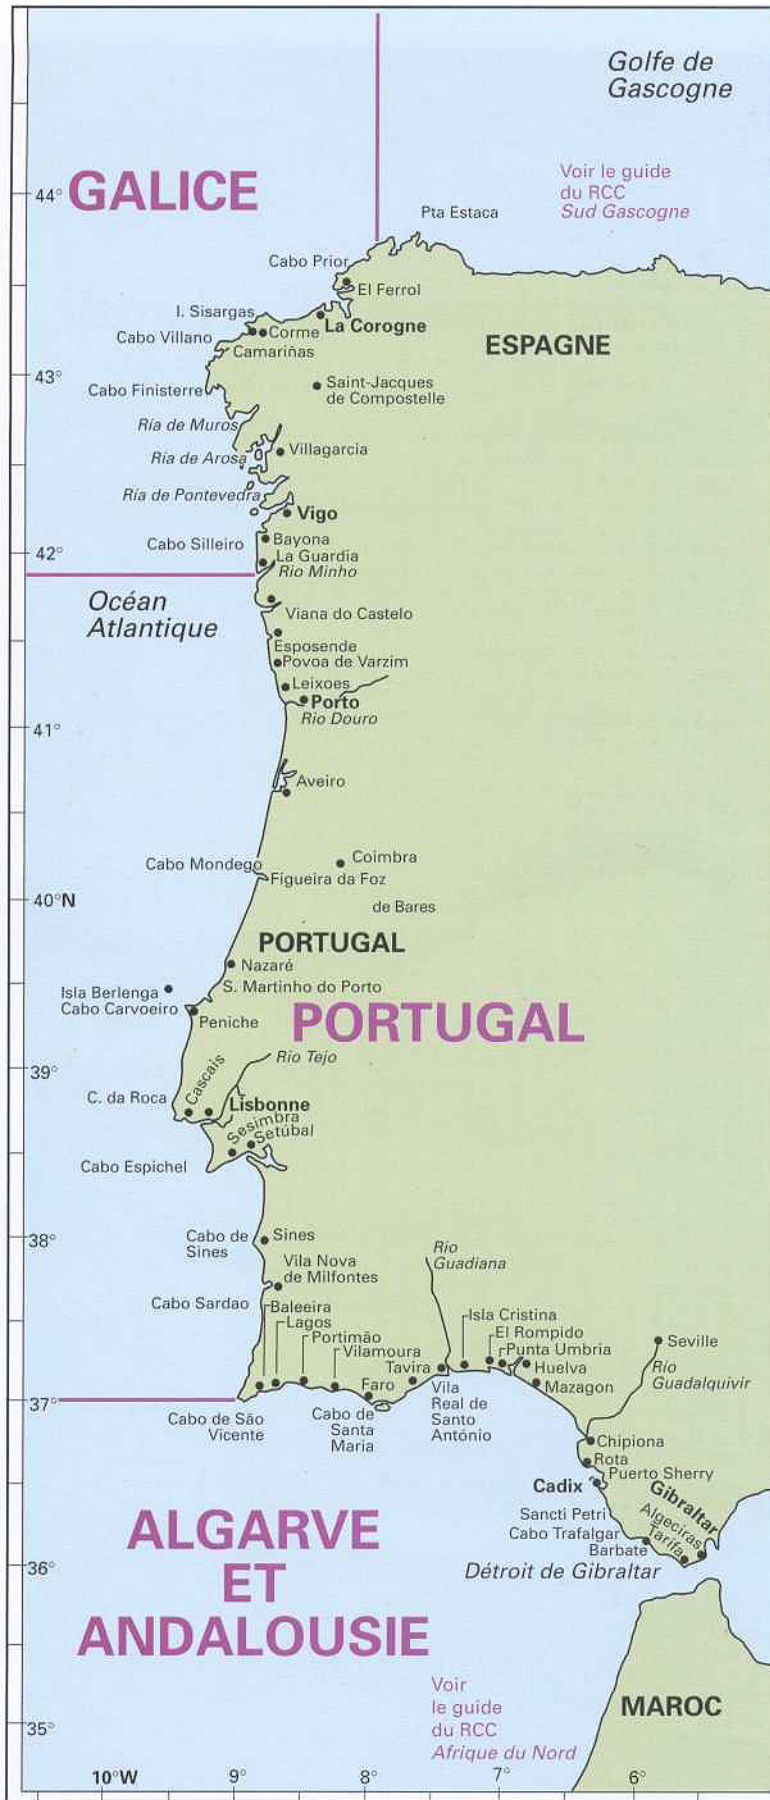 Golfe de
Gascogne
Voir le guide
du RCC
Sud Gascogne
44°
GALICE
Pta Estaca
Cabo Prior
El Ferrol
I. Sisargas
La Corogne
Cabo Villano
Corme
ESPAGNE
Camariñas
43°
Cabo Finisterre
Saint-Jacques
de Compostelle
Ría de Muros
Villagarcia
Ría de Arosa
Ría de Pontevedra
Vigo
Cabo Silleiro
Bayona
42°
La Guardia
Rio Minho
Océan
Atlantique
Viana do Castelo
Esposende
Povoa de Varzim
Leixoes
Porto
Rio Douro
41°
Aveiro
Coimbra
Cabo Mondego
Figueira da Foz
40°N
de Bares
PORTUGAL
Nazaré
S. Martinho do Porto
Isla Berlenga
Cabo Carvoeiro
Peniche
PORTUGAL
Rio Tejo
39°
Cascais
C. da Roca
Lisbonne
Sesimbra
Setúbal
Cabo Espichel
38°
Cabo de
Sines
Sines
Rio
Guadiana
Vila Nova
de Milfontes
Cabo Sardao
Baleeira
Lagos
Portimão
Vilamoura
Isla Cristina
El Rompido
Punta Umbria
Seville
Tavira
Huelva
Rio
Guadalquivir
Faro
Vila
Real de
Santo
António
Mazagon
37°
Cabo de São
Vicente
Cabo de
Santa
Maria
Chipiona
Rota
Puerto Sherry
Cadix
Gibraltar
Sancti Petri
Algeciras
Cabo Trafalgar
Tarifa
Barbate
ALGARVE
ET
ANDALOUSIE
36°
Détroit de Gibraltar
Voir
le guide
du RCC
Afrique du Nord
MAROC
35°
10°W
9°
8°
7°
6°